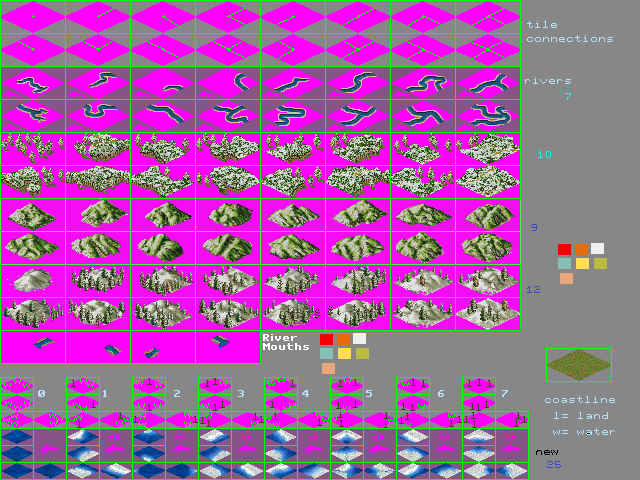 tile
connections
rivers
7
10
9
12
River
Mouths
0 1 2 3 4 5 6 7
coastline
l= land
w= water
new
25